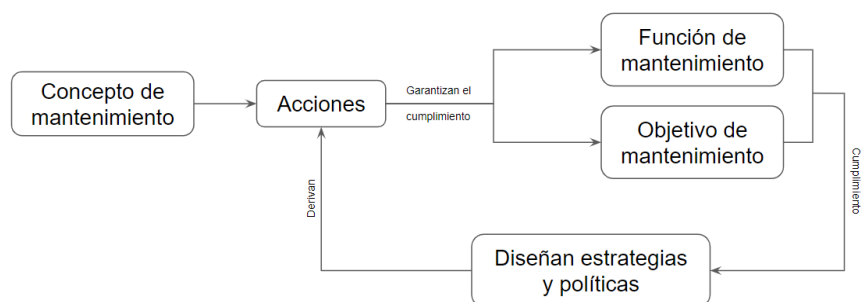 Concepto de
mantenimiento
Acciones
Garantizan el
cumplimiento
Función de
mantenimiento
Objetivo de
mantenimiento
Cumplimiento
Diseñan estrategias
y políticas
Derivan